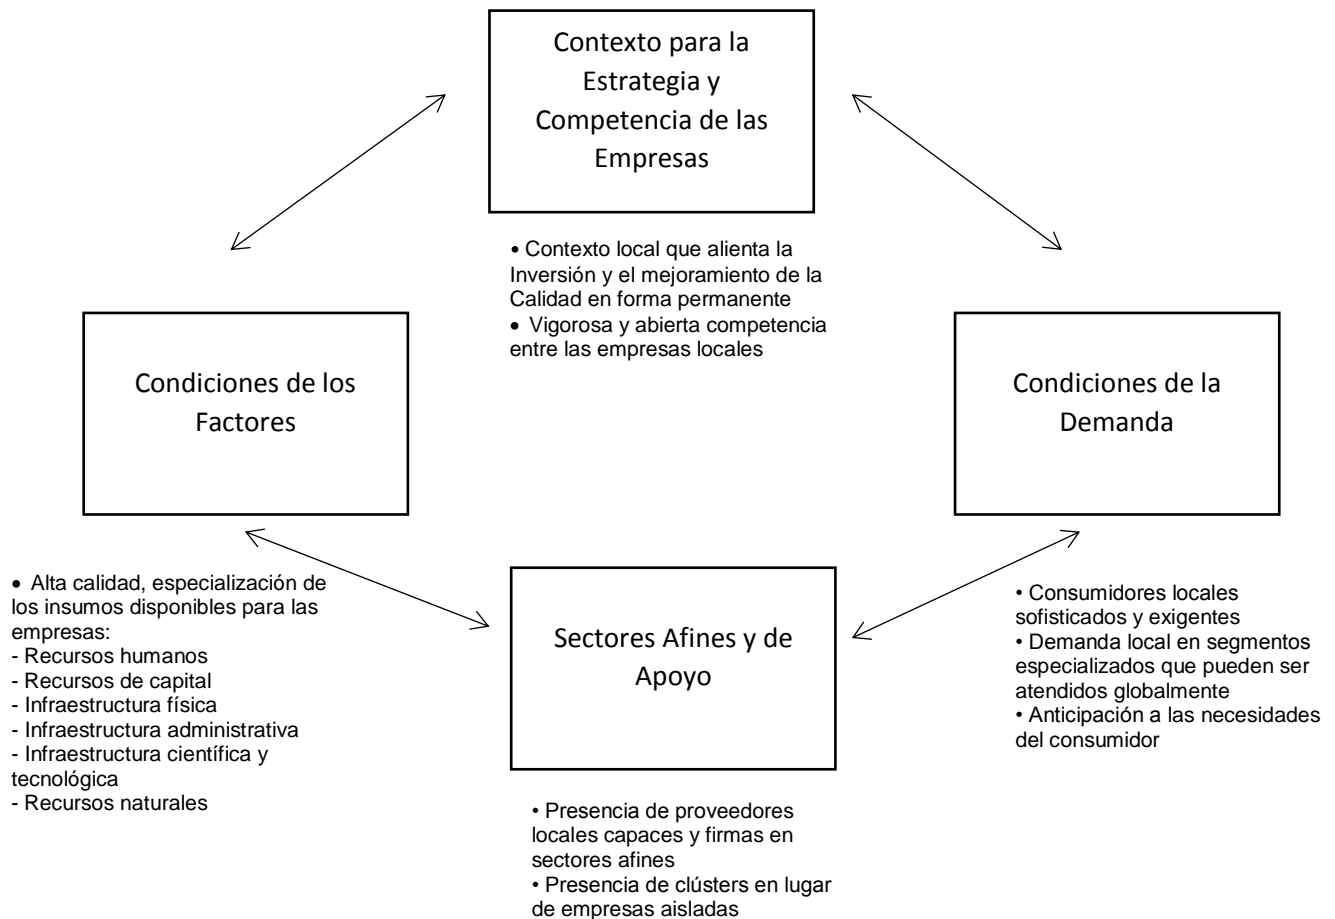 Contexto para la
Estrategia y
Competencia de las
Empresas
• Contexto local que alienta la
Inversión y el mejoramiento de la
Calidad en forma permanente
• Vigorosa y abierta competencia
entre las empresas locales
Condiciones de los
Factores
Condiciones de la
Demanda
• Alta calidad, especialización de
los insumos disponibles para las
empresas:
- Recursos humanos
- Recursos de capital
- Infraestructura física
- Infraestructura administrativa
- Infraestructura científica y
tecnológica
- Recursos naturales
Sectores Afines y de
Apoyo
• Consumidores locales
sofisticados y exigentes
• Demanda local en segmentos
especializados que pueden ser
atendidos globalmente
• Anticipación a las necesidades
del consumidor
• Presencia de proveedores
locales capaces y firmas en
sectores afines
• Presencia de clústers en lugar
de empresas aisladas